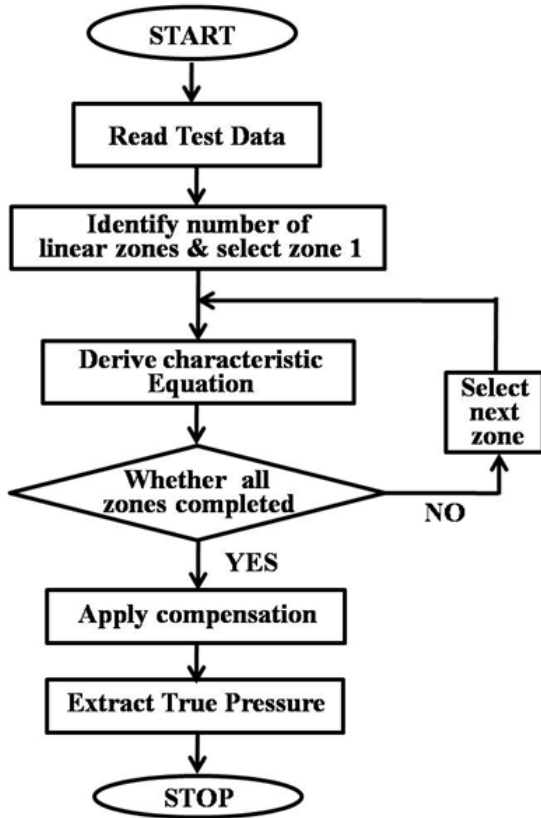 START
Read Test Data
Identify number of
linear zones & select zone 1
Derive characteristic
Equation
Select
next
zone
Whether all
zones completed
NO
YES
Apply compensation
Extract True Pressure
STOP